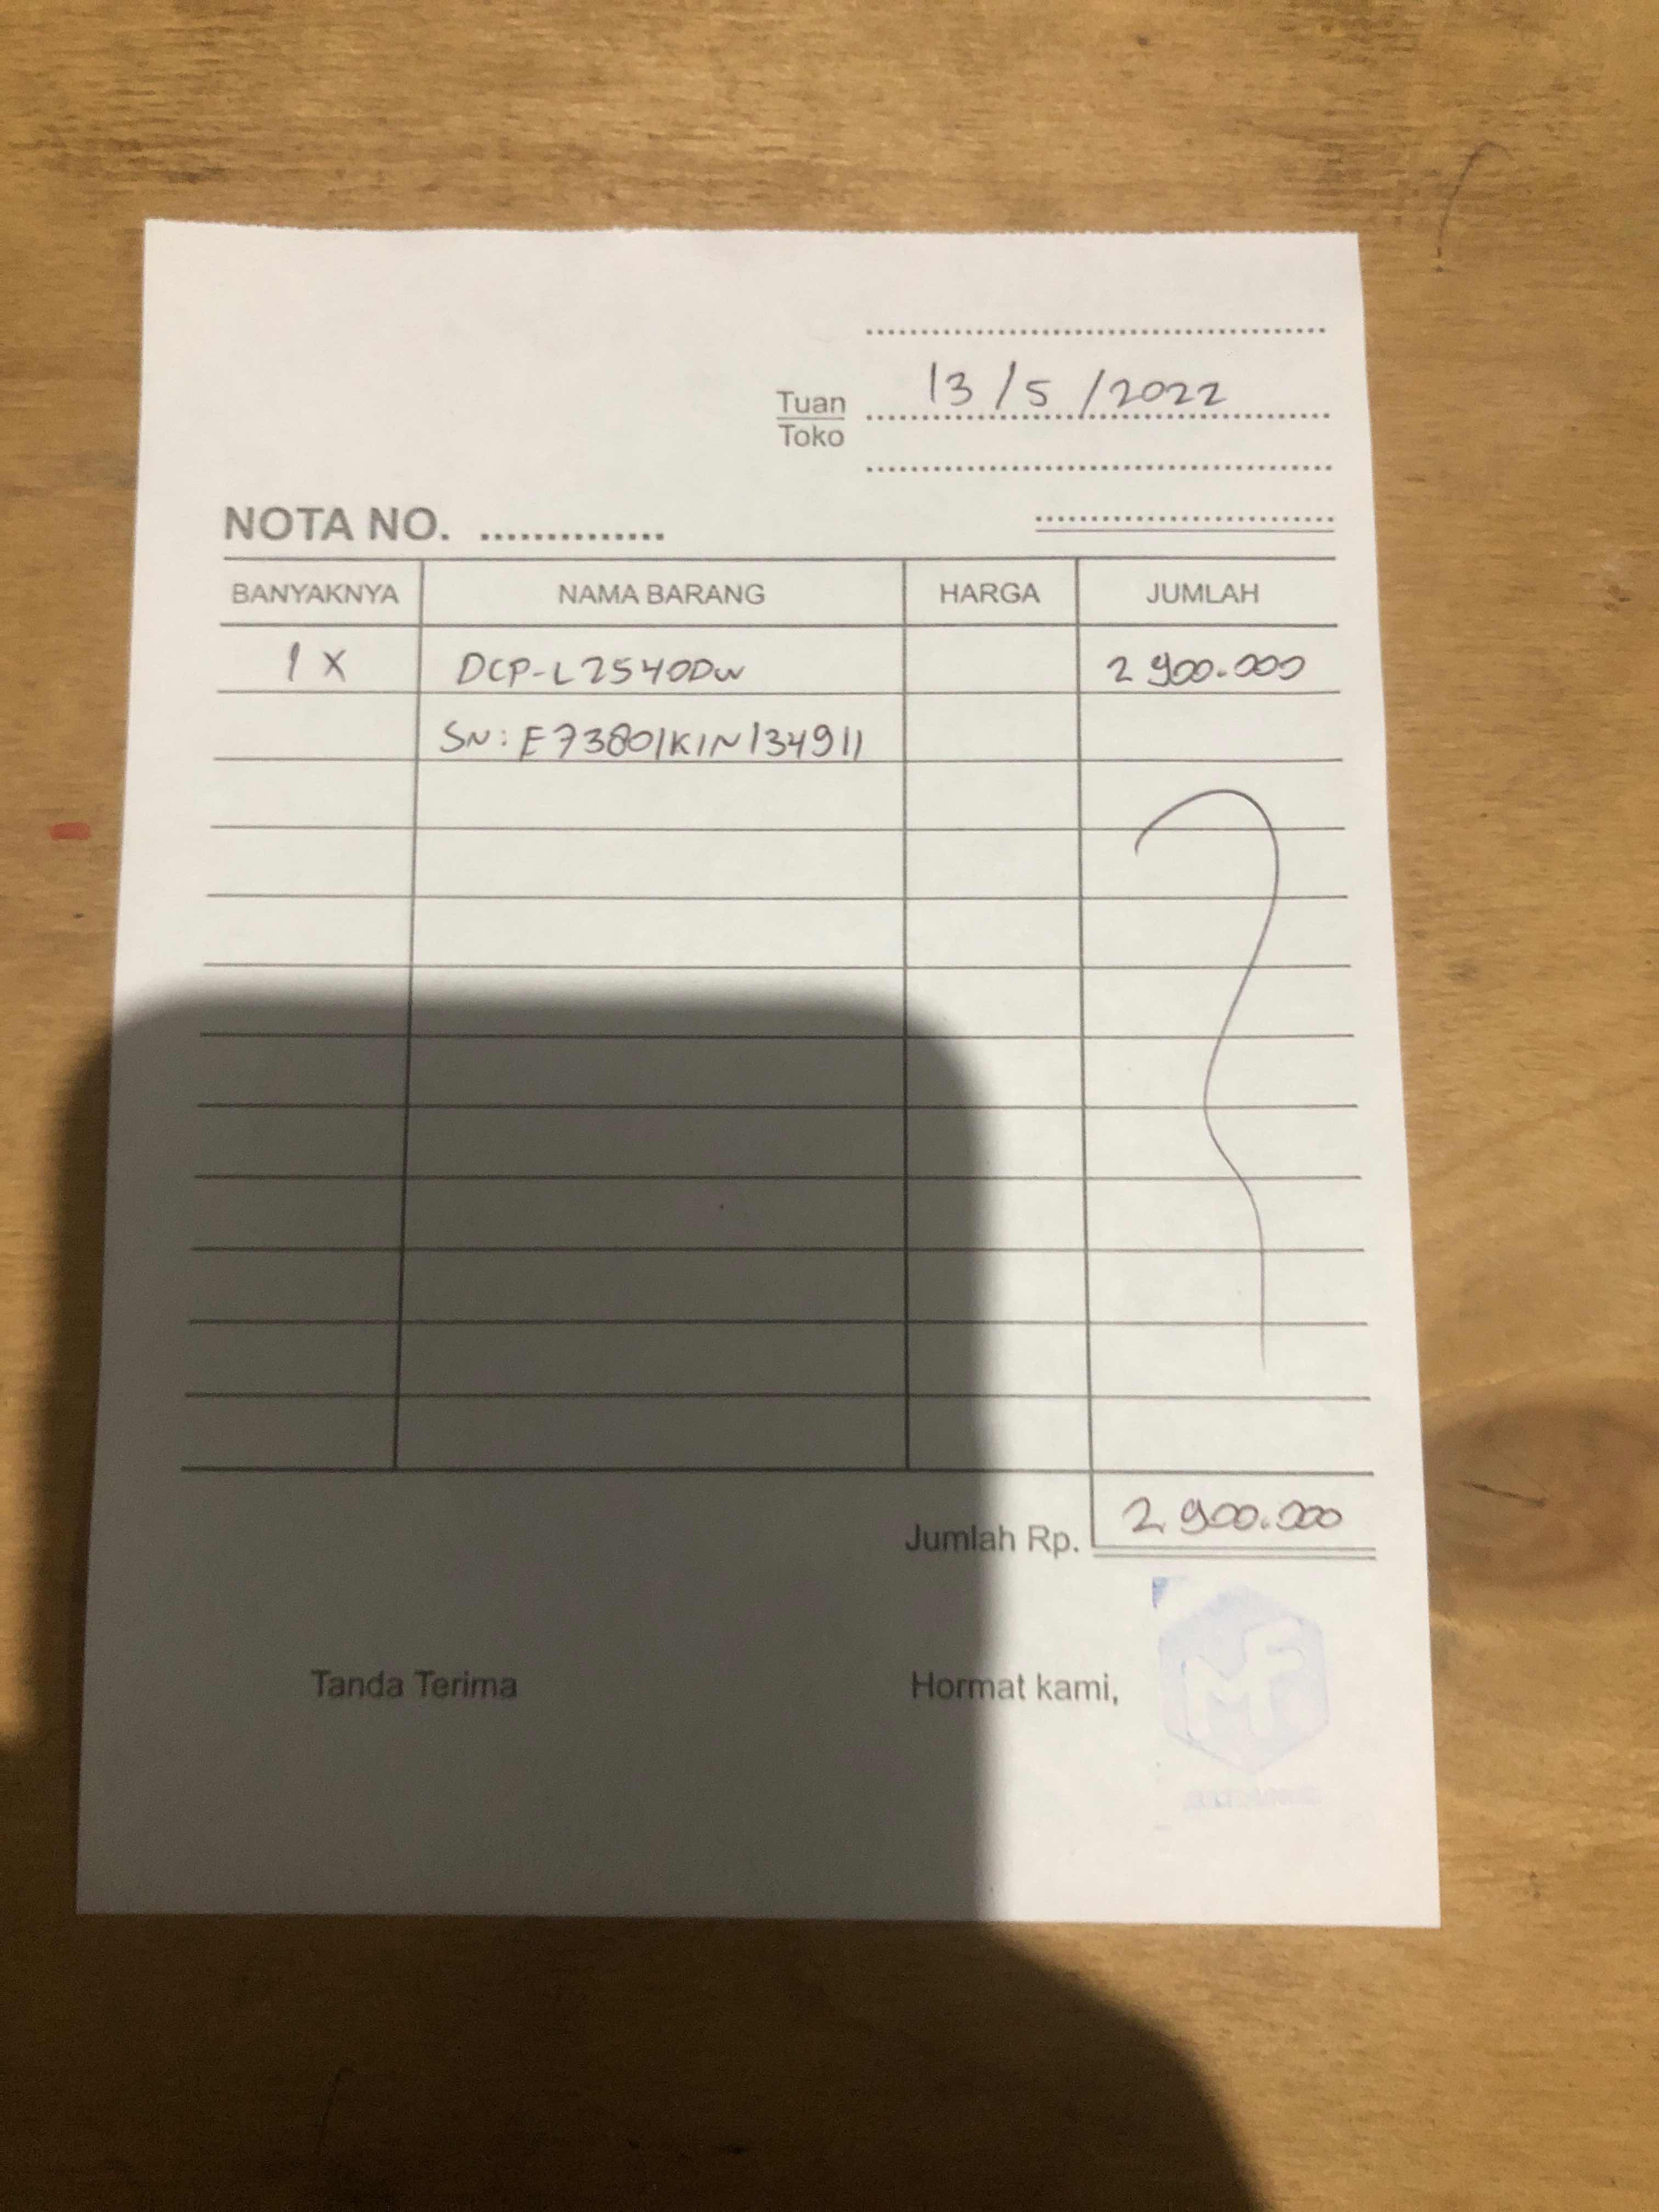 13/5/2022
Tuan
Toko
NOTA NO. ..............
BANYAKNYA NAMA BARANG HARGA JUMLAH
1 X DCP-L2540DW 2.900.000
SN: E73801K1N134911
Jumlah Rp. 2.900.000
Tanda Terima Hormat kami,
MF